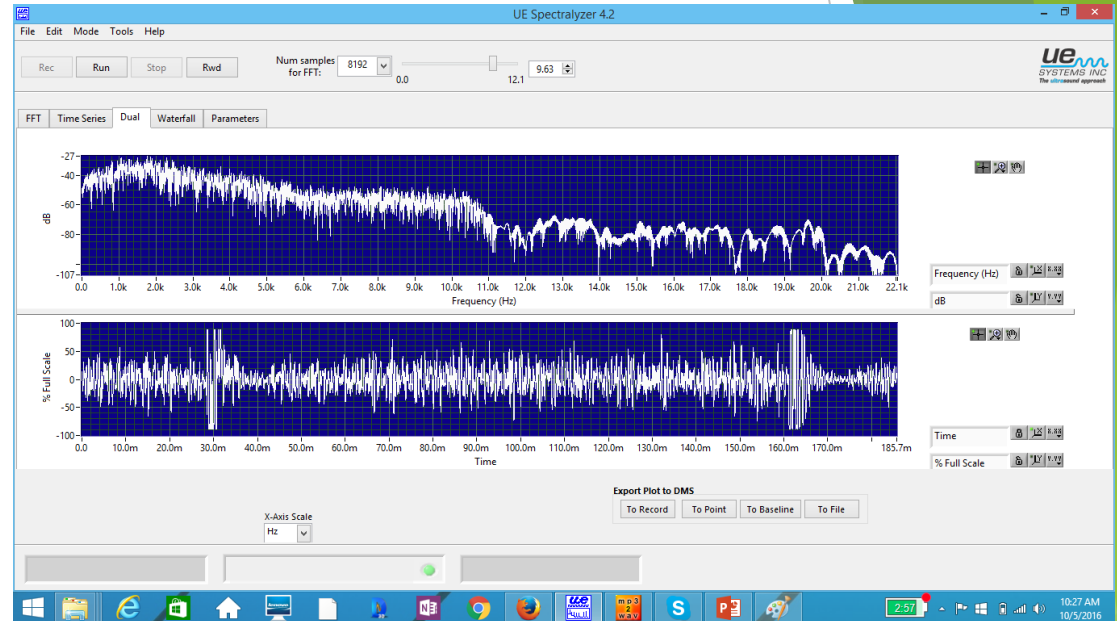 UE Spectralyzer 4.2
File Edit Mode Tools Help
Rec Run Stop Rwd
Num samples for FFT: 8192
0.0 12.1 9.63
ue
SYSTEMS INC
The ultrasound approach
FFT Time Series Dual Waterfall Parameters
-27
-40
-60
-80
-107
dB
0.0 1.0k 2.0k 3.0k 4.0k 5.0k 6.0k 7.0k 8.0k 9.0k 10.0k 11.0k 12.0k 13.0k 14.0k 15.0k 16.0k 17.0k 18.0k 19.0k 20.0k 21.0k 22.1k
Frequency (Hz)
Frequency (Hz)
dB
100
50
0
-50
-100
% Full Scale
0.0 10.0m 20.0m 30.0m 40.0m 50.0m 60.0m 70.0m 80.0m 90.0m 100.0m 110.0m 120.0m 130.0m 140.0m 150.0m 160.0m 170.0m 185.7m
Time
Time
% Full Scale
Export Plot to DMS
To Record To Point To Baseline To File
X-Axis Scale
Hz
mp3
2
wav
2:57
10:27 AM
10/5/2016